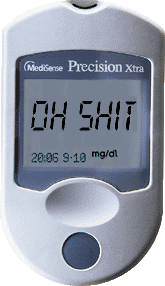 MediSense Precision Xtra
OH SHIT
20:06 9-10 mg/dl